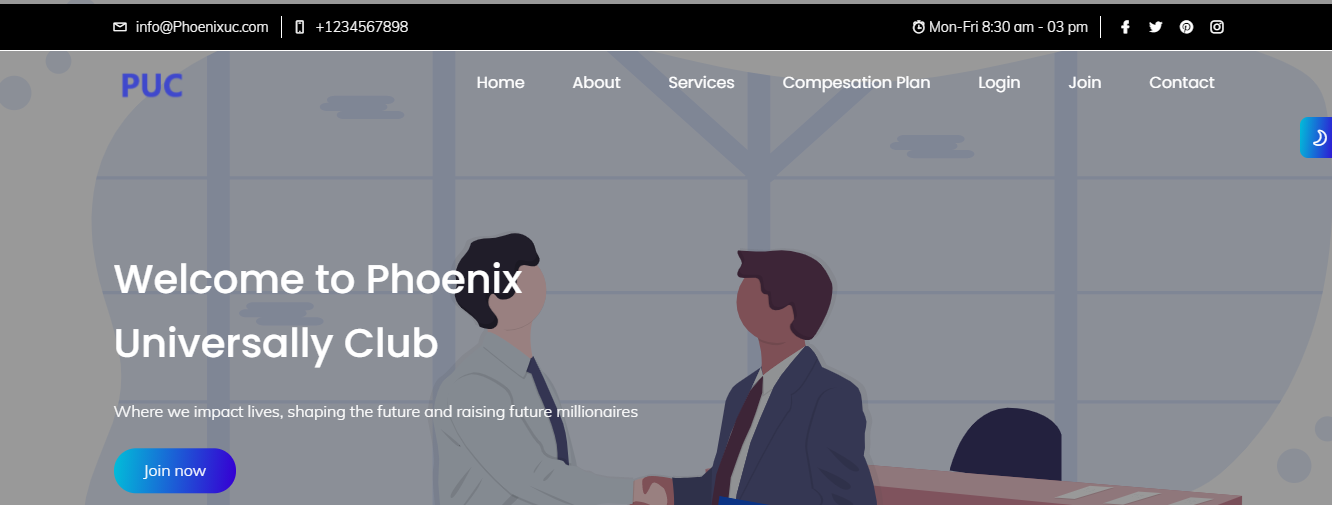 info@Phoenixuc.com +1234567898 Mon-Fri 8:30 am - 03 pm
PUC Home About Services Compesation Plan Login Join Contact
Welcome to Phoenix
Universally Club
Where we impact lives, shaping the future and raising future millionaires
Join now